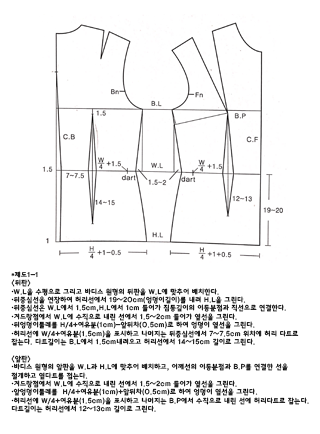 Bn
Fn
B.L
1.5
B.P
C.B
C.F
W/4 +1.5
W.L
W/4 +1.5
1.5
7~7.5
dart
1.5~2
dart
14~15
12~13
19~20
1
H.L
H/4 +1-0.5
H/4 +1+0.5
*제도1-1
<뒤판>
·W.L을 수평으로 그리고 바디스 원형의 뒤판을 W.L에 맞추어 배치한다.
·뒤중심선을 연장하여 허리선에서 19~20cm(엉덩이길이)를 내려 H.L을 그린다.
·뒤중심선은 W.L에서 1.5cm,H.L에서 1cm 들어가 점등길이의 이등분점과 직선으로 연결한다.
·겨드랑점에서 W.L에 수직으로 내린 선에서 1.5~2cm 들어가 옆선을 그린다.
·뒤엉덩이둘레를 H/4+여유분(1cm)-앞뒤차(0.5cm)로 하여 엉덩이 옆선을 그린다.
·허리선에 W/4+여유분(1.5cm)을 표시하고 나머지는 뒤중심선에서 7~7.5cm 위치에 허리 다트로
잡는다. 다트길이는 B.L에서 1.5cm내려오고 허리선에서 14~15cm 길이로 그린다.
<앞판>
·바디스 원형의 앞판을 W.L과 H.L에 맞추어 배치하고, 어깨선의 이등분점과 B.P를 연결한 선을
절개하고 옆다트를 접는다.
·겨드랑점에서 W.L에 수직으로 내린 선에서 1.5~2cm 들어가 옆선을 그린다.
·앞엉덩이둘레를 H/4+여유분(1cm)+앞뒤차(0.5cm)로 하여 엉덩이 옆선을 그린다.
·허리선에 W/4+여유분(1.5cm)을 표시하고 나머지는 B.P에서 수직으로 내린 선에 허리다트로 잡는다.
다트길이는 허리선에서 12~13cm 길이로 그린다.